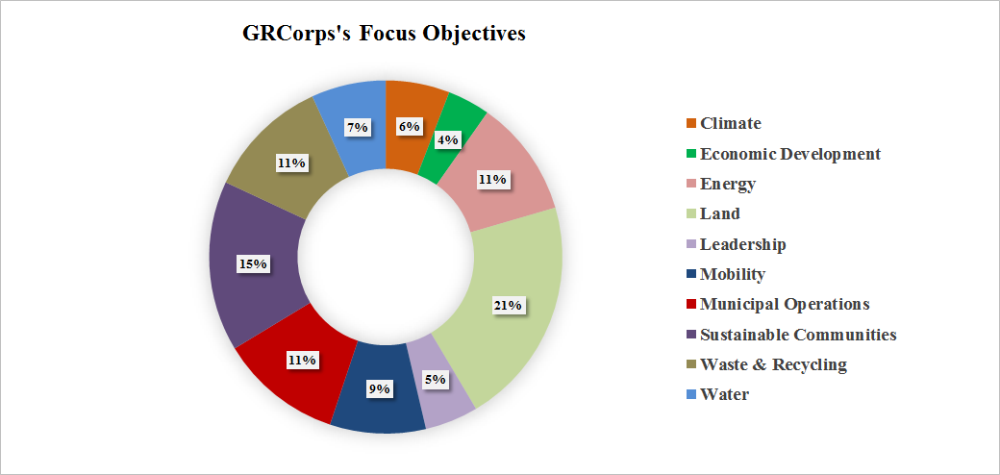 GRCorps's Focus Objectives
7%
6%
4%
11%
11%
15%
21%
11%
9%
5%
Climate
Economic Development
Energy
Land
Leadership
Mobility
Municipal Operations
Sustainable Communities
Waste & Recycling
Water